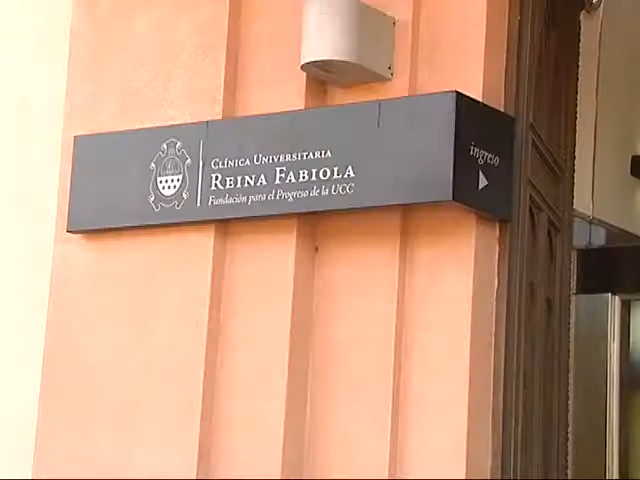 CLÍNICA UNIVERSITARIA
REINA FABIOLA
Fundación para el Progreso de la UCC
ingreso